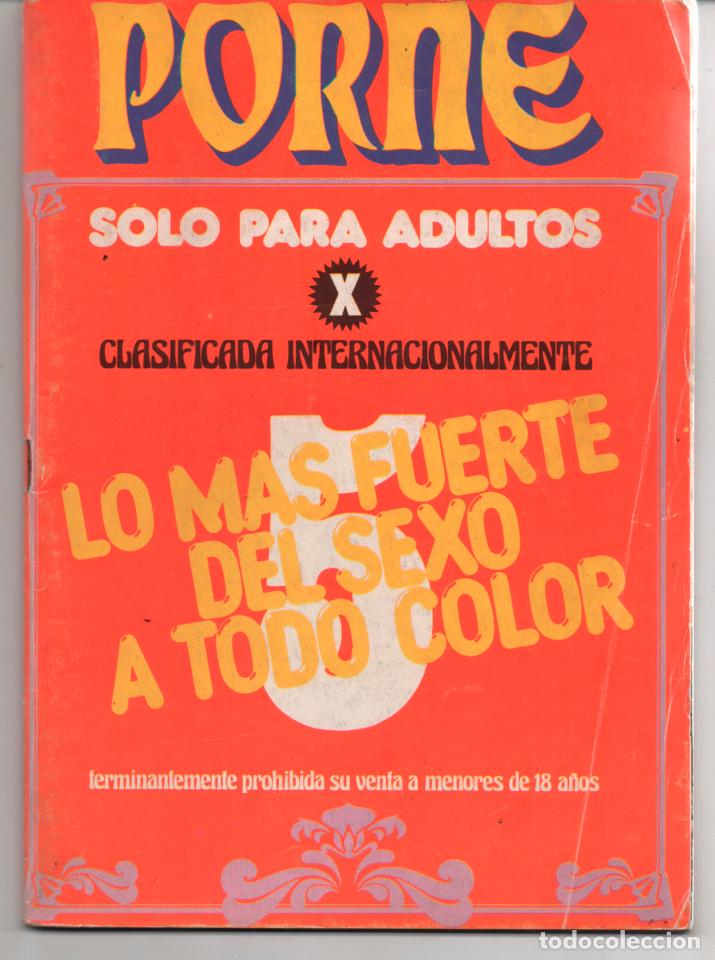 PORNE
SOLO PARA ADULTOS
X
CLASIFICADA INTERNACIONALMENTE
5
LO MAS FUERTE
DEL SEXO
A TODO COLOR
terminantemente prohibida su venta a menores de 18 años
todocoleccion